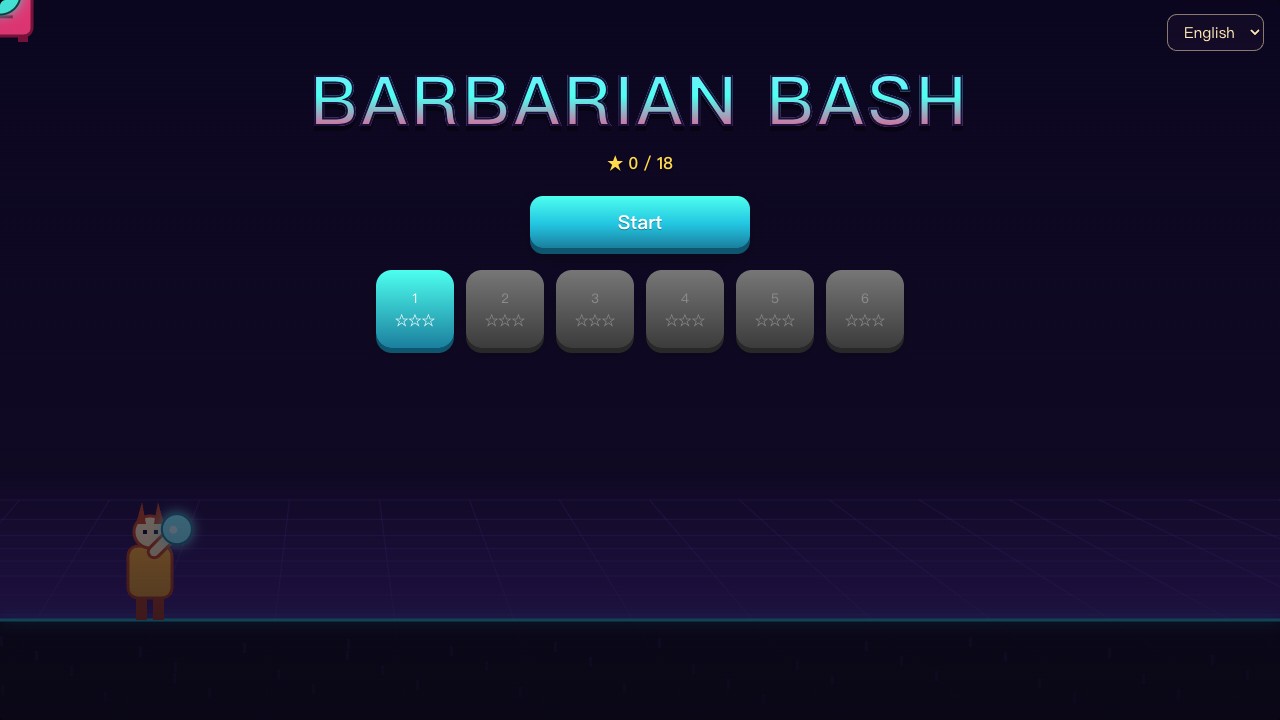 English
BARBARIAN BASH
★ 0 / 18
Start
1 2 3 4 5 6
☆☆☆ ☆☆☆ ☆☆☆ ☆☆☆ ☆☆☆ ☆☆☆